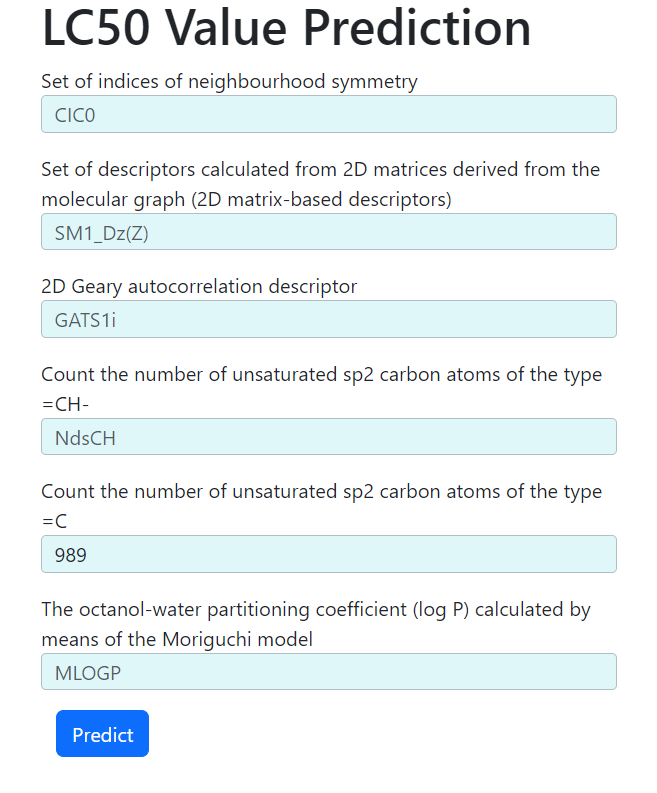 LC50 Value Prediction
Set of indices of neighbourhood symmetry
CIC0
Set of descriptors calculated from 2D matrices derived from the
molecular graph (2D matrix-based descriptors)
SM1_Dz(Z)
2D Geary autocorrelation descriptor
GATS1i
Count the number of unsaturated sp2 carbon atoms of the type
=CH-
NdsCH
Count the number of unsaturated sp2 carbon atoms of the type
=C
989
The octanol-water partitioning coefficient (log P) calculated by
means of the Moriguchi model
MLOGP
Predict